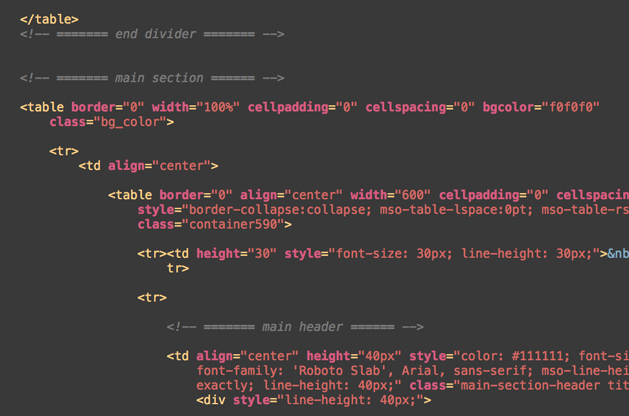 </table>
<!-- ======= end divider ======= -->
<!-- ======= main section ====== -->
<table border="0" width="100%" cellpadding="0" cellspacing="0" bgcolor="f0f0f0"
class="bg_color">
<tr>
<td align="center">
<table border="0" align="center" width="600" cellpadding="0" cellspacin
style="border-collapse:collapse; mso-table-lspace:0pt; mso-table-rs
class="container590">
<tr><td height="30" style="font-size: 30px; line-height: 30px;">&nb
tr>
<tr>
<!-- ======= main header ====== -->
<td align="center" height="40px" style="color: #111111; font-si
font-family: 'Roboto Slab', Arial, sans-serif; mso-line-hei
exactly; line-height: 40px;" class="main-section-header tit
<div style="line-height: 40px;">